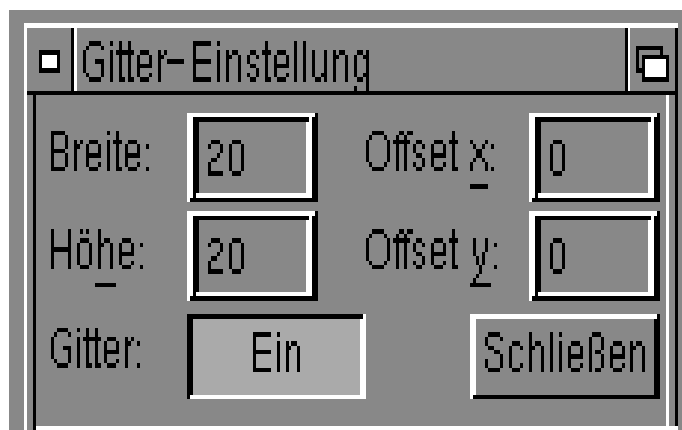 Gitter-Einstellung
Breite: 20 Offset x: 0
Höhe: 20 Offset y: 0
Gitter: Ein Schließen